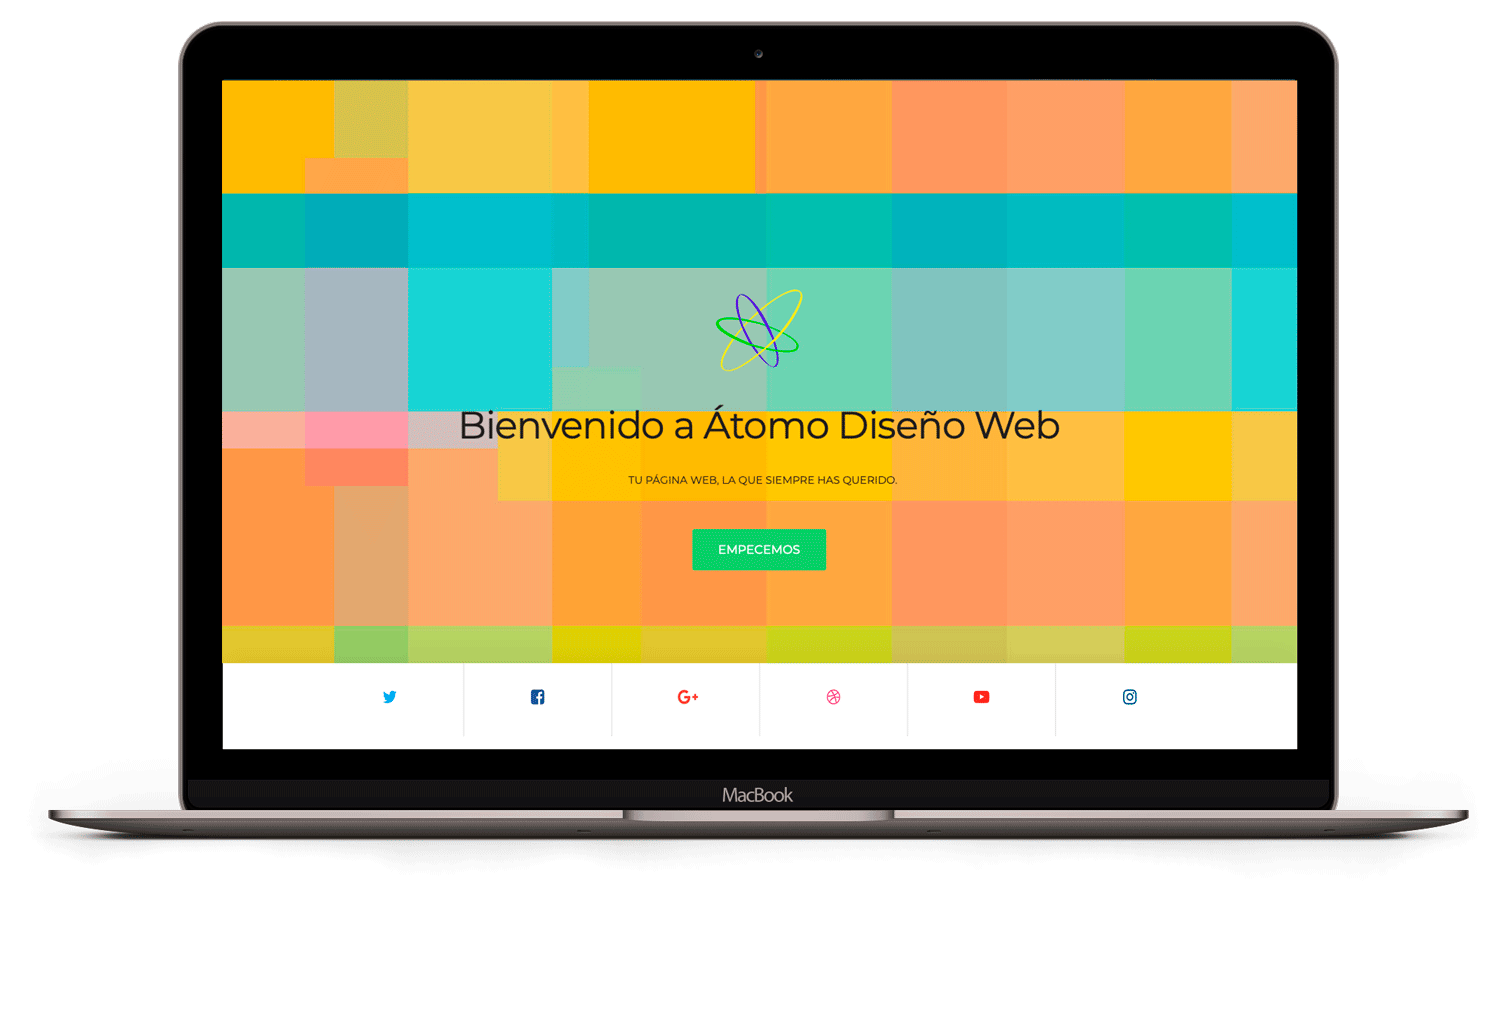 Bienvenido a Átomo Diseño Web
TU PÁGINA WEB, LA QUE SIEMPRE HAS QUERIDO.
EMPECEMOS
G+
MacBook